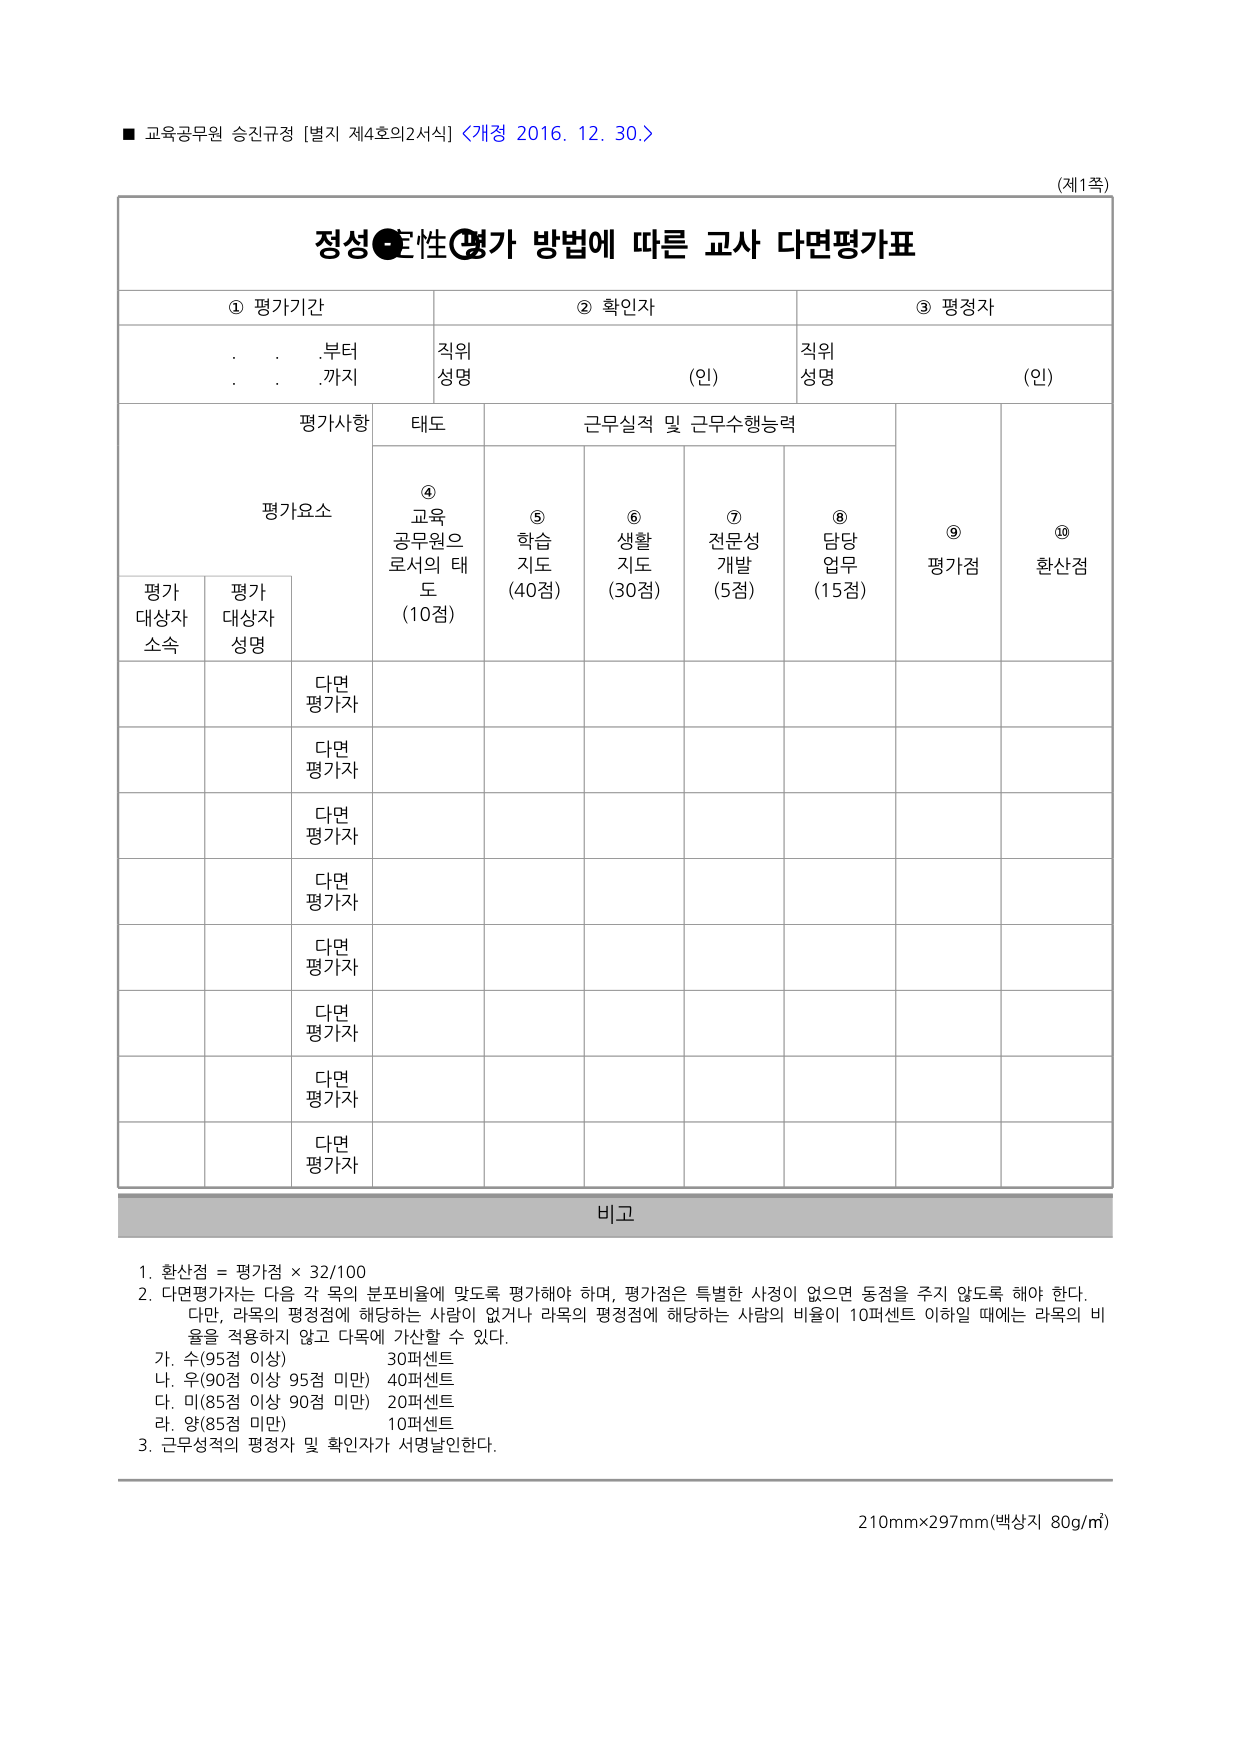 ■ 교육공무원 승진규정 [별지 제4호의2서식] <개정 2016. 12. 30.>
(제1쪽)
정성 定性 평가 방법에 따른 교사 다면평가표
① 평가기간 ② 확인자 ③ 평정자
. . .부터 직위 직위
. . .까지 성명 (인) 성명 (인)
평가사항 태도 근무실적 및 근무수행능력
평가요소
④
교육
공무원으
로서의 태
도
(10점)
⑤
학습
지도
(40점)
⑥
생활
지도
(30점)
⑦
전문성
개발
(5점)
⑧
담당
업무
(15점)
⑨
평가점
⑩
환산점
평가
대상자
소속
평가
대상자
성명
다면
평가자
다면
평가자
다면
평가자
다면
평가자
다면
평가자
다면
평가자
다면
평가자
다면
평가자
비고
1. 환산점 = 평가점 × 32/100
2. 다면평가자는 다음 각 목의 분포비율에 맞도록 평가해야 하며, 평가점은 특별한 사정이 없으면 동점을 주지 않도록 해야 한다.
다만, 라목의 평정점에 해당하는 사람이 없거나 라목의 평정점에 해당하는 사람의 비율이 10퍼센트 이하일 때에는 라목의 비
율을 적용하지 않고 다목에 가산할 수 있다.
가. 수(95점 이상) 30퍼센트
나. 우(90점 이상 95점 미만) 40퍼센트
다. 미(85점 이상 90점 미만) 20퍼센트
라. 양(85점 미만) 10퍼센트
3. 근무성적의 평정자 및 확인자가 서명날인한다.
210mm×297mm(백상지 80g/㎡)